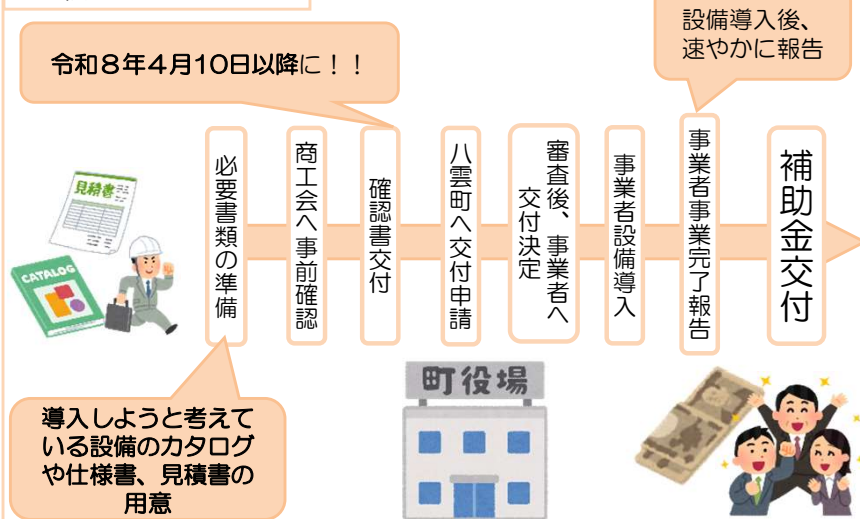 設備導入後、
速やかに報告
令和８年４月10日以降に！！
必要書類の準備
商工会へ事前確認
確認書交付
八雲町へ交付申請
審査後、事業者へ
交付決定
事業者設備導入
事業者事業完了報告
補助金交付
見積書
CATALOG
町役場
導入しようと考えて
いる設備のカタログ
や仕様書、見積書の
用意